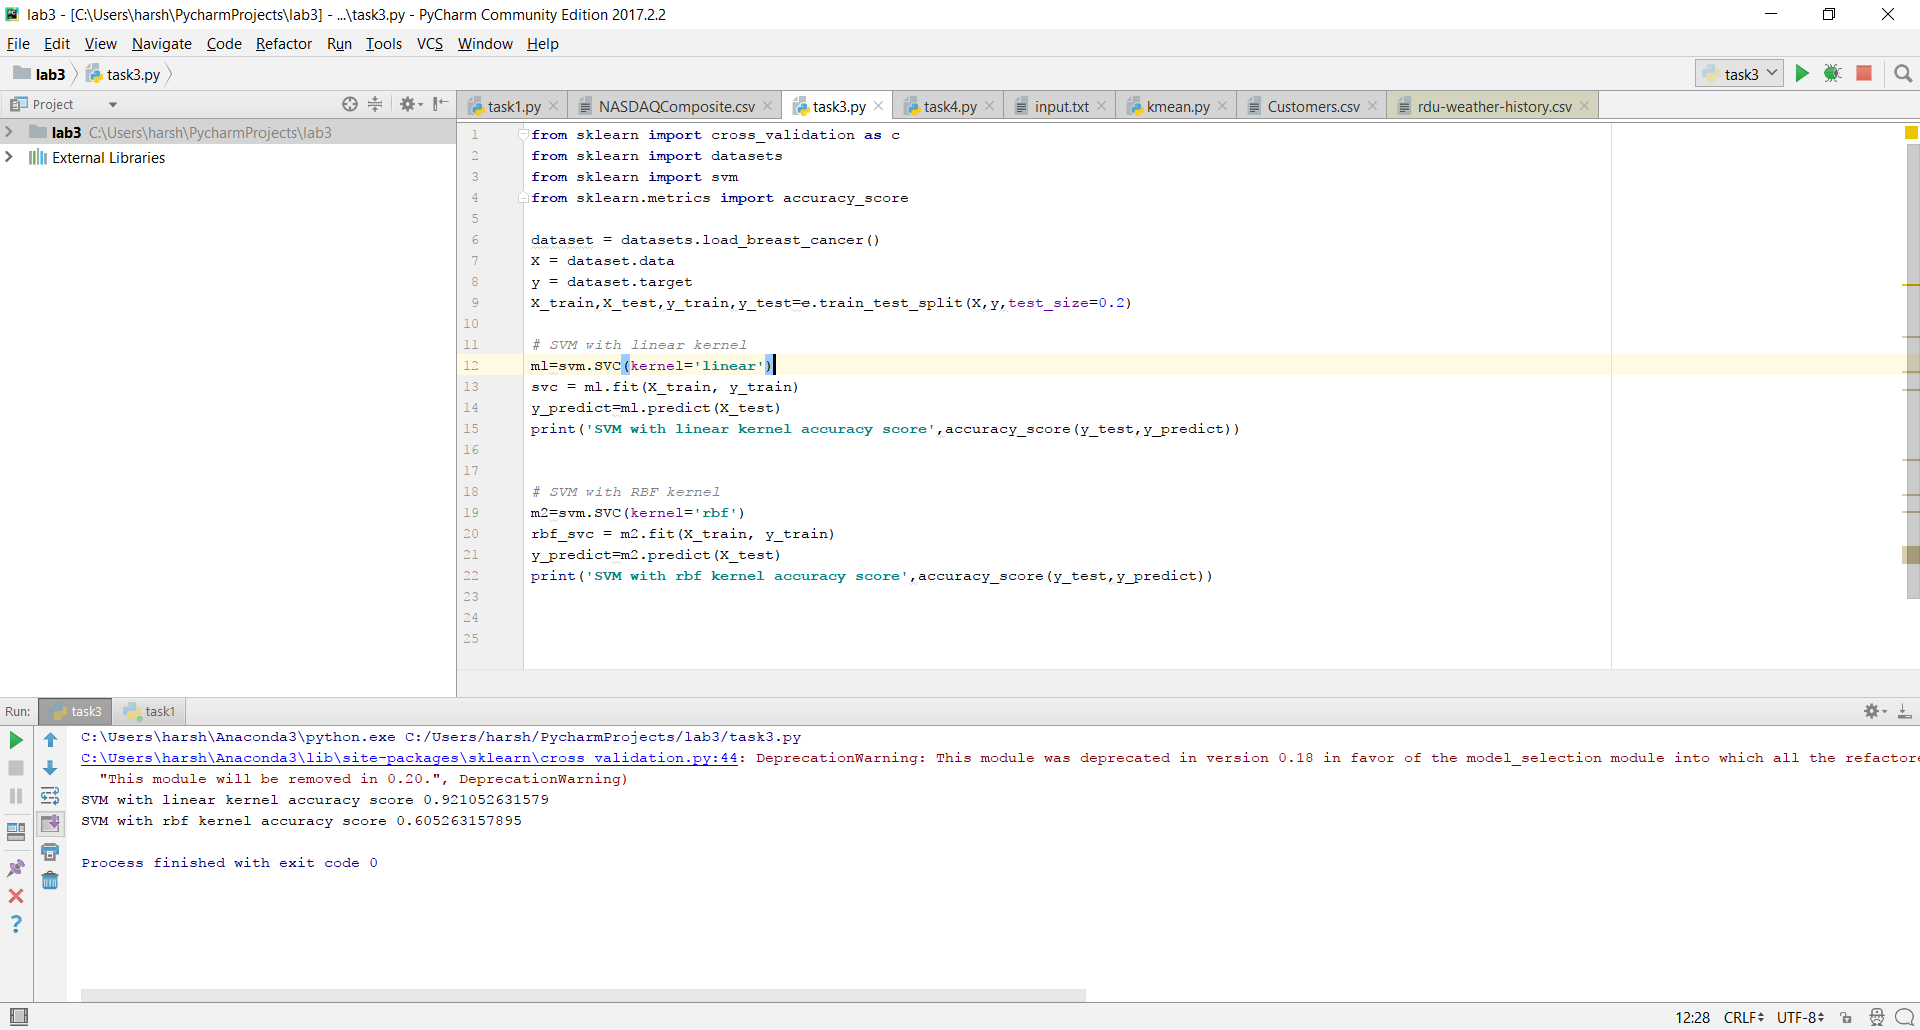 lab3 - [C:\Users\harsh\PycharmProjects\lab3] - ...\task3.py - PyCharm Community Edition 2017.2.2
File Edit View Navigate Code Refactor Run Tools VCS Window Help
lab3 task3.py task3
Project task1.py NASDAQComposite.csv task3.py task4.py input.txt kmean.py Customers.csv rdu-weather-history.csv
lab3 C:\Users\harsh\PycharmProjects\lab3
External Libraries
1 from sklearn import cross_validation as c
2 from sklearn import datasets
3 from sklearn import svm
4 from sklearn.metrics import accuracy_score
5
6 dataset = datasets.load_breast_cancer()
7 X = dataset.data
8 y = dataset.target
9 X_train,X_test,y_train,y_test=c.train_test_split(X,y,test_size=0.2)
10
11 # SVM with linear kernel
12 ml=svm.SVC(kernel='linear')
13 svc = ml.fit(X_train, y_train)
14 y_predict=ml.predict(X_test)
15 print('SVM with linear kernel accuracy score',accuracy_score(y_test,y_predict))
16
17
18 # SVM with RBF kernel
19 m2=svm.SVC(kernel='rbf')
20 rbf_svc = m2.fit(X_train, y_train)
21 y_predict=m2.predict(X_test)
22 print('SVM with rbf kernel accuracy score',accuracy_score(y_test,y_predict))
23
24
25
Run: task3 task1
C:\Users\harsh\Anaconda3\python.exe C:/Users/harsh/PycharmProjects/lab3/task3.py
C:\Users\harsh\Anaconda3\lib\site-packages\sklearn\cross_validation.py:44: DeprecationWarning: This module was deprecated in version 0.18 in favor of the model_selection module into which all the refactore
"This module will be removed in 0.20.", DeprecationWarning)
SVM with linear kernel accuracy score 0.921052631579
SVM with rbf kernel accuracy score 0.605263157895
Process finished with exit code 0
12:28 CRLF UTF-8